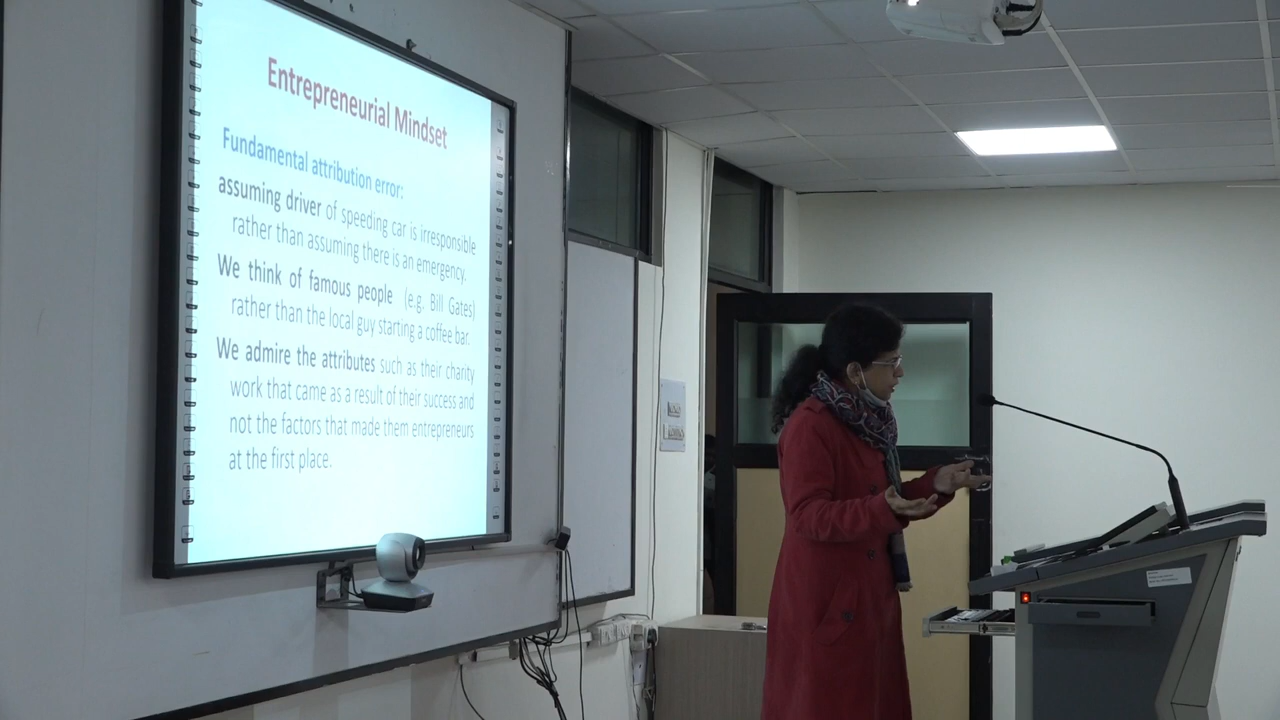 Entrepreneurial Mindset
Fundamental attribution error:
assuming driver of speeding car is irresponsible
rather than assuming there is an emergency.
We think of famous people (e.g. Bill Gates)
rather than the local guy starting a coffee bar.
We admire the attributes such as their charity
work that came as a result of their success and
not the factors that made them entrepreneurs
at the first place.